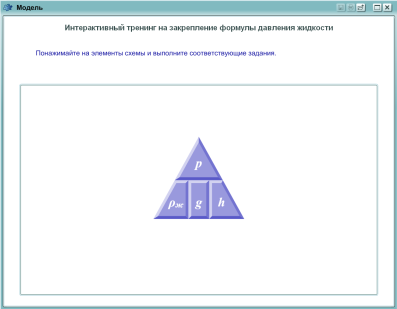 Модель
Интерактивный тренинг на закрепление формулы давления жидкости
Понажимайте на элементы схемы и выполните соответствующие задания.
p
ρж g h